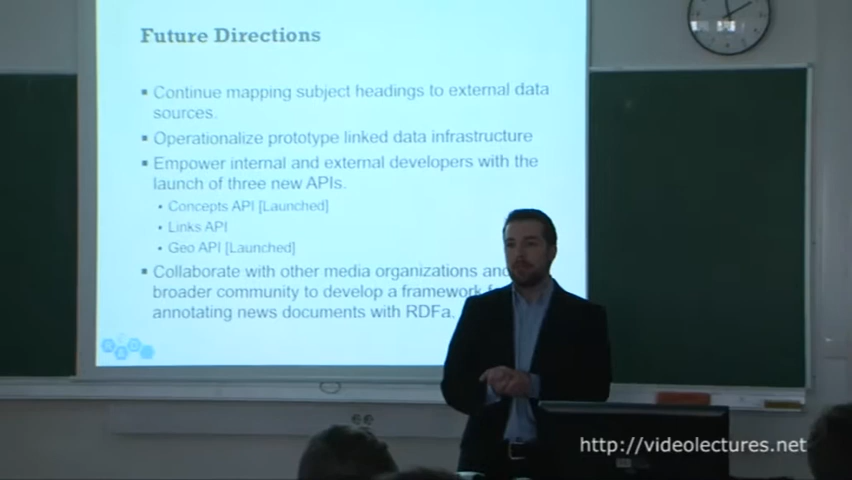 Future Directions
▪ Continue mapping subject headings to external data
sources.
▪ Operationalize prototype linked data infrastructure
▪ Empower internal and external developers with the
launch of three new APIs.
• Concepts API [Launched]
• Links API
• Geo API [Launched]
▪ Collaborate with other media organizations and
broader community to develop a framework
annotating news documents with RDFa.
http://videolectures.net